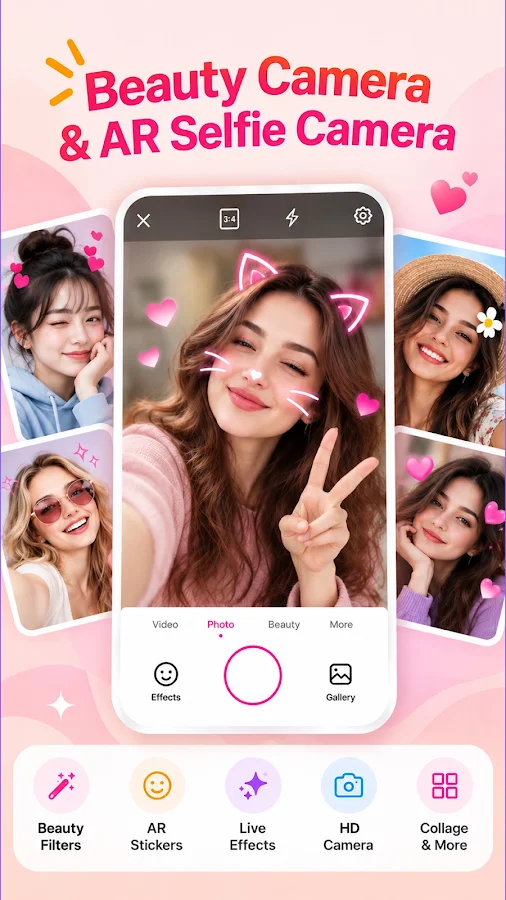 Beauty Camera
& AR Selfie Camera
3:4
Video Photo Beauty More
Effects Gallery
Beauty Filters
AR Stickers
Live Effects
HD Camera
Collage & More